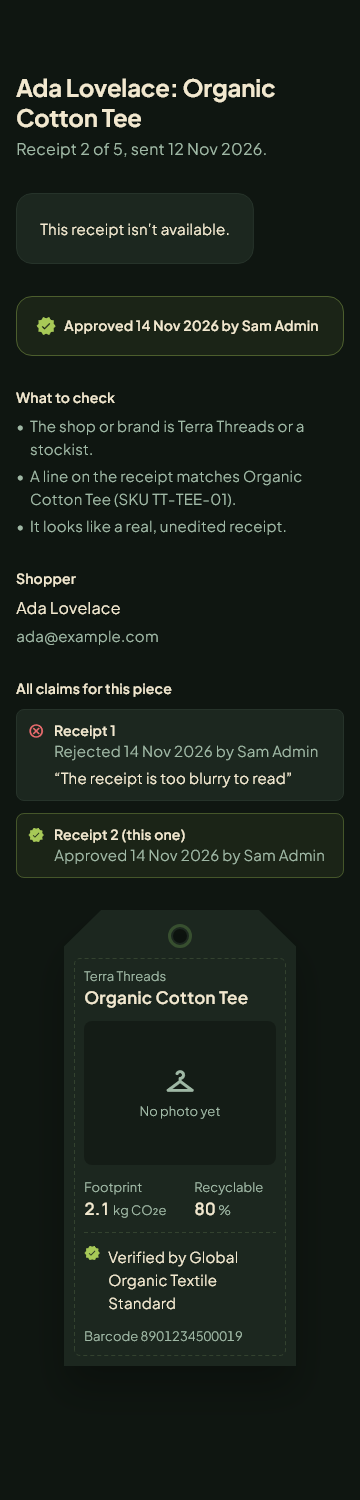 Ada Lovelace: Organic
Cotton Tee
Receipt 2 of 5, sent 12 Nov 2026.
This receipt isn't available.
Approved 14 Nov 2026 by Sam Admin
What to check
• The shop or brand is Terra Threads or a
stockist.
• A line on the receipt matches Organic
Cotton Tee (SKU TT-TEE-01).
• It looks like a real, unedited receipt.
Shopper
Ada Lovelace
ada@example.com
All claims for this piece
Receipt 1
Rejected 14 Nov 2026 by Sam Admin
“The receipt is too blurry to read”
Receipt 2 (this one)
Approved 14 Nov 2026 by Sam Admin
Terra Threads
Organic Cotton Tee
No photo yet
Footprint Recyclable
2.1 kg CO₂e 80 %
Verified by Global
Organic Textile
Standard
Barcode 8901234500019